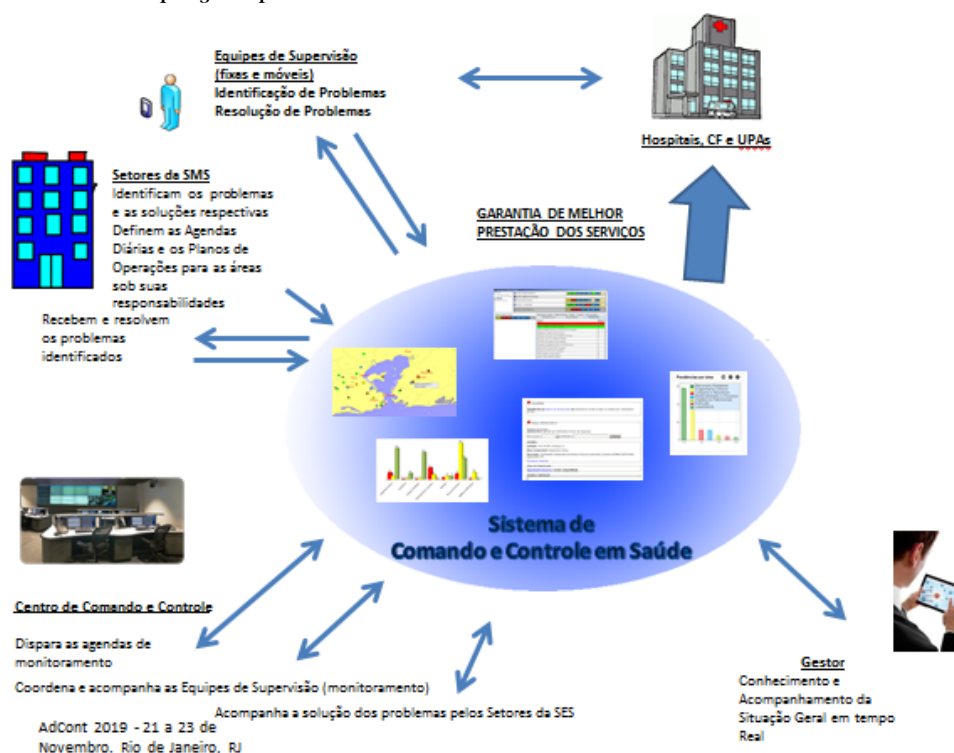 Equipes de Supervisão
(fixas e móveis)
Identificação de Problemas
Resolução de Problemas
Hospitais, CF e UPAs
Setores da SMS
Identificam os problemas
e as soluções respectivas
Definem as Agendas
Diárias e os Planos de
Operações para as áreas
sob suas
responsabilidades
GARANTIA DE MELHOR
PRESTAÇÃO DOS SERVIÇOS
Recebem e resolvem
os problemas
identificados
Sistema de
Comando e Controle em Saúde
Centro de Comando e Controle
Dispara as agendas de
monitoramento
Coordena e acompanha as Equipes de Supervisão (monitoramento)
Acompanha a solução dos problemas pelos Setores da SES
Gestor
Conhecimento e
Acompanhamento da
Situação Geral em tempo
Real
AdCont 2019 - 21 a 23 de
Novembro. Rio de Janeiro, RJ